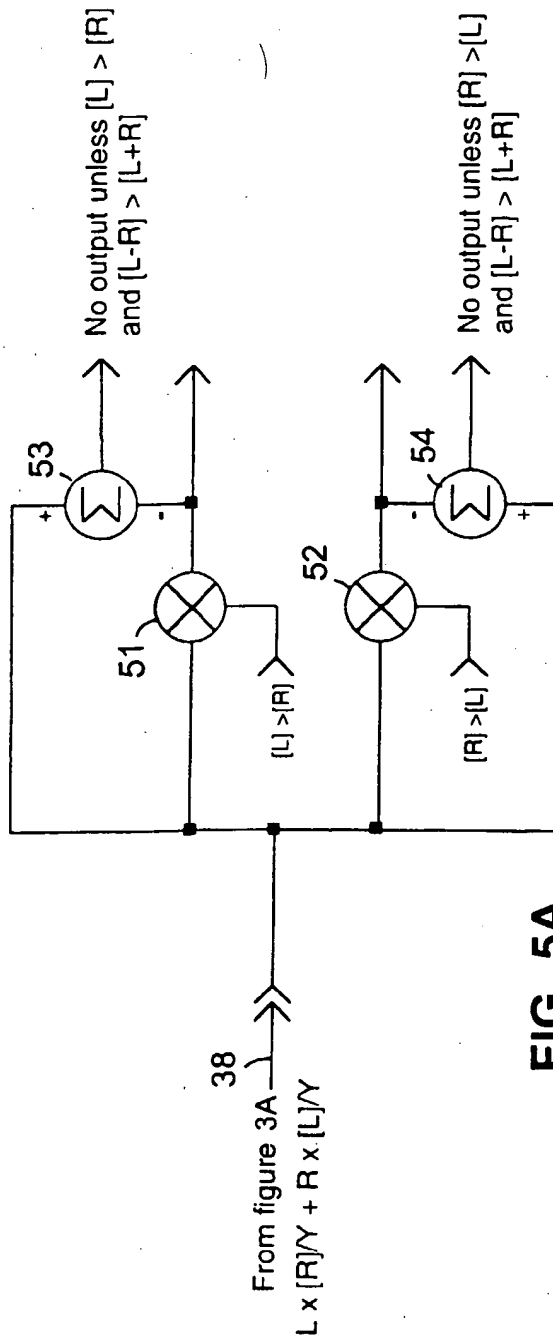 No output unless [L] > [R]
and [L-R] > [L+R]
53
+
-
51
[L] >[R]
38
From figure 3A
L x [R]/Y + R x [L]/Y
52
[R] >[L]
-
+
54
No output unless [R] >[L]
and [L-R] > [L+R]
FIG. 5A